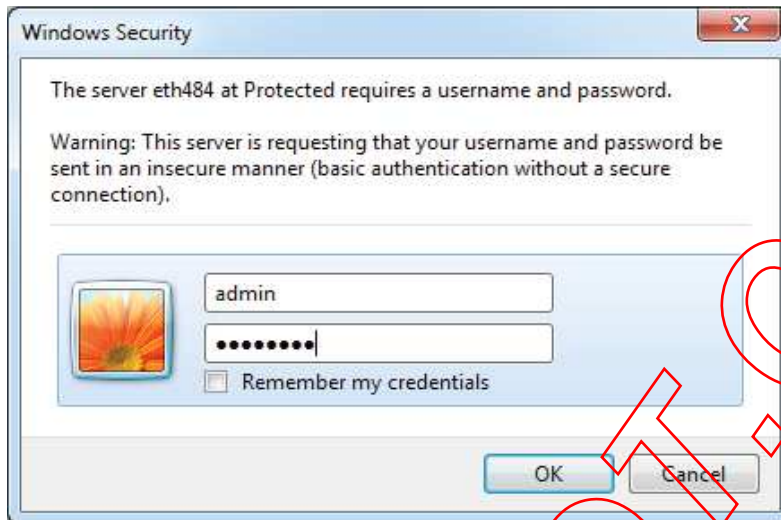 Windows Security
The server eth484 at Protected requires a username and password.
Warning: This server is requesting that your username and password be
sent in an insecure manner (basic authentication without a secure
connection).
admin
••••••••
Remember my credentials
OK
Cancel